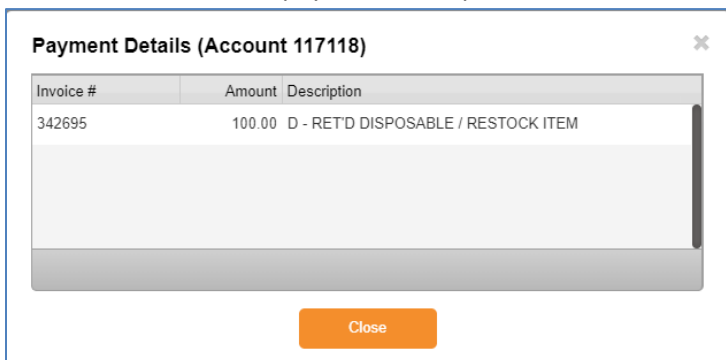 Payment Details (Account 117118)
Invoice # Amount Description
342695 100.00 D - RET'D DISPOSABLE / RESTOCK ITEM
Close